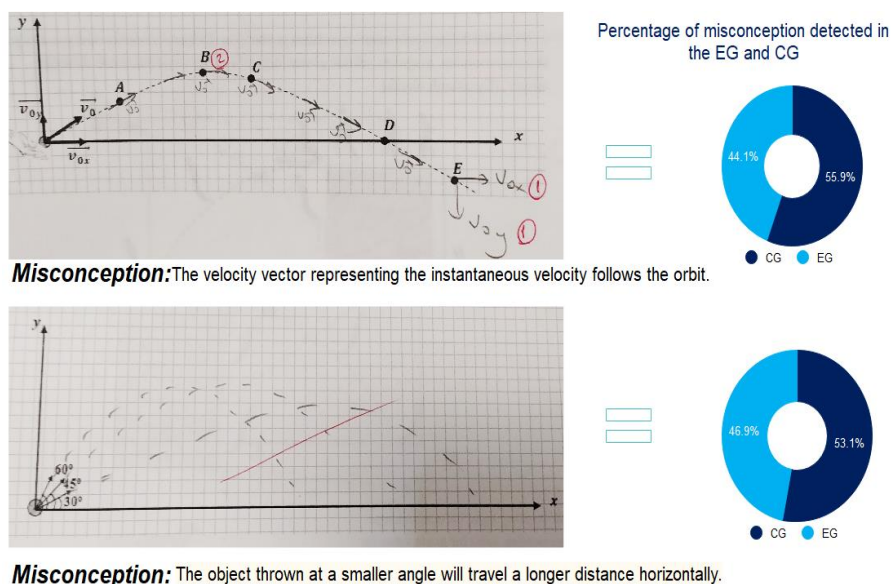 Percentage of misconception detected in
the EG and CG
y
B ②
C
A
v₀y
v₀
v₀x
D
x
E
V₀x ①
V₀y ①
44.1%
55.9%
CG EG
Misconception: The velocity vector representing the instantaneous velocity follows the orbit.
y
60°
45°
30°
x
46.9%
53.1%
CG EG
Misconception: The object thrown at a smaller angle will travel a longer distance horizontally.